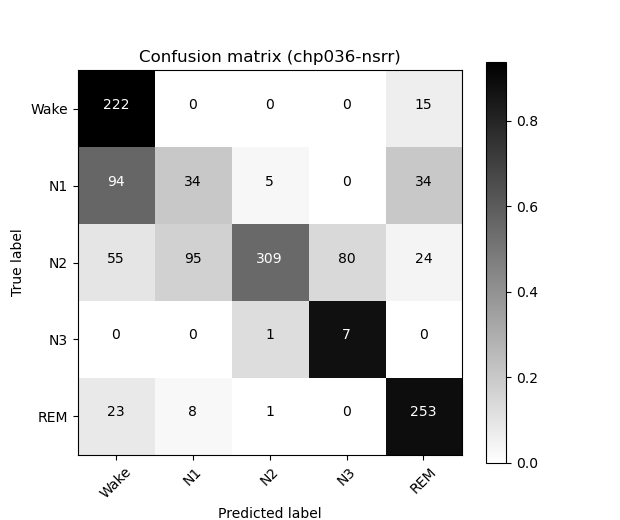 Confusion matrix (chp036-nsrr)
Wake 222 0 0 0 15
N1 94 34 5 0 34
N2 55 95 309 80 24
N3 0 0 1 7 0
REM 23 8 1 0 253
Wake N1 N2 N3 REM
Predicted label
True label
0.8
0.6
0.4
0.2
0.0